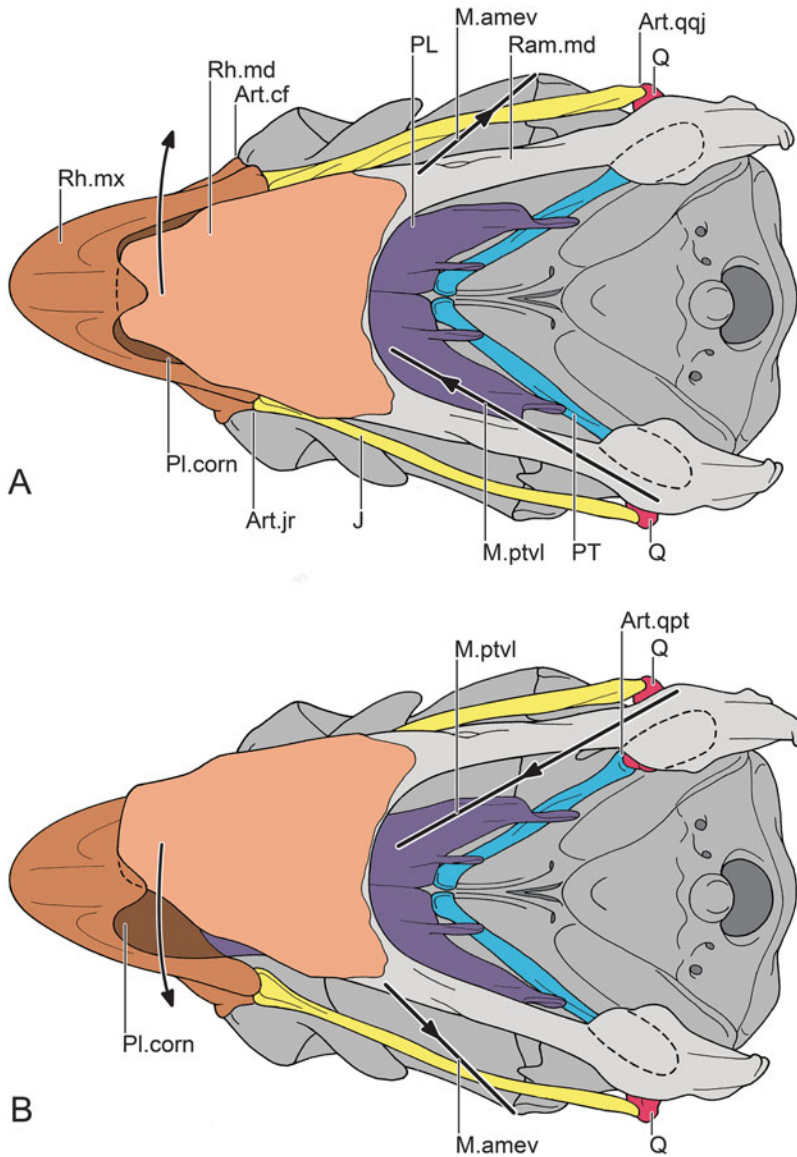 M.amev
Art.qqj
PL
Ram.md
Q
Rh.md
Art.cf
Rh.mx
Pl.corn
A
Art.jr
J
M.ptvl
PT
Q
Art.qpt
M.ptvl
Q
Pl.corn
B
M.amev
Q